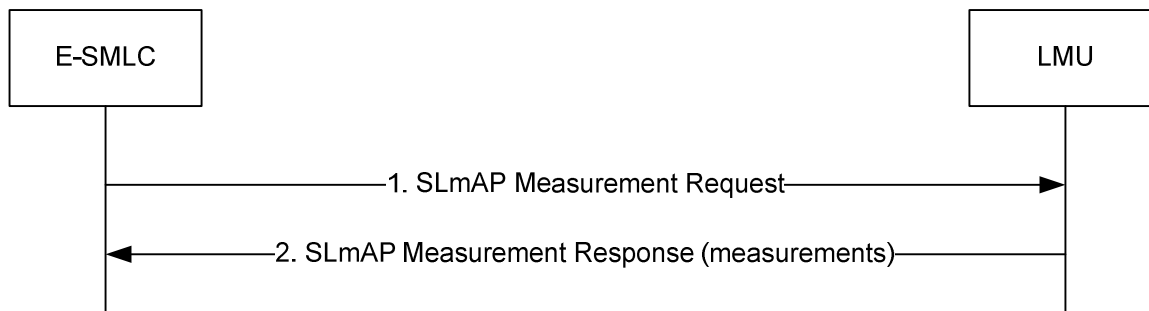 E-SMLC
LMU
1. SLmAP Measurement Request
2. SLmAP Measurement Response (measurements)